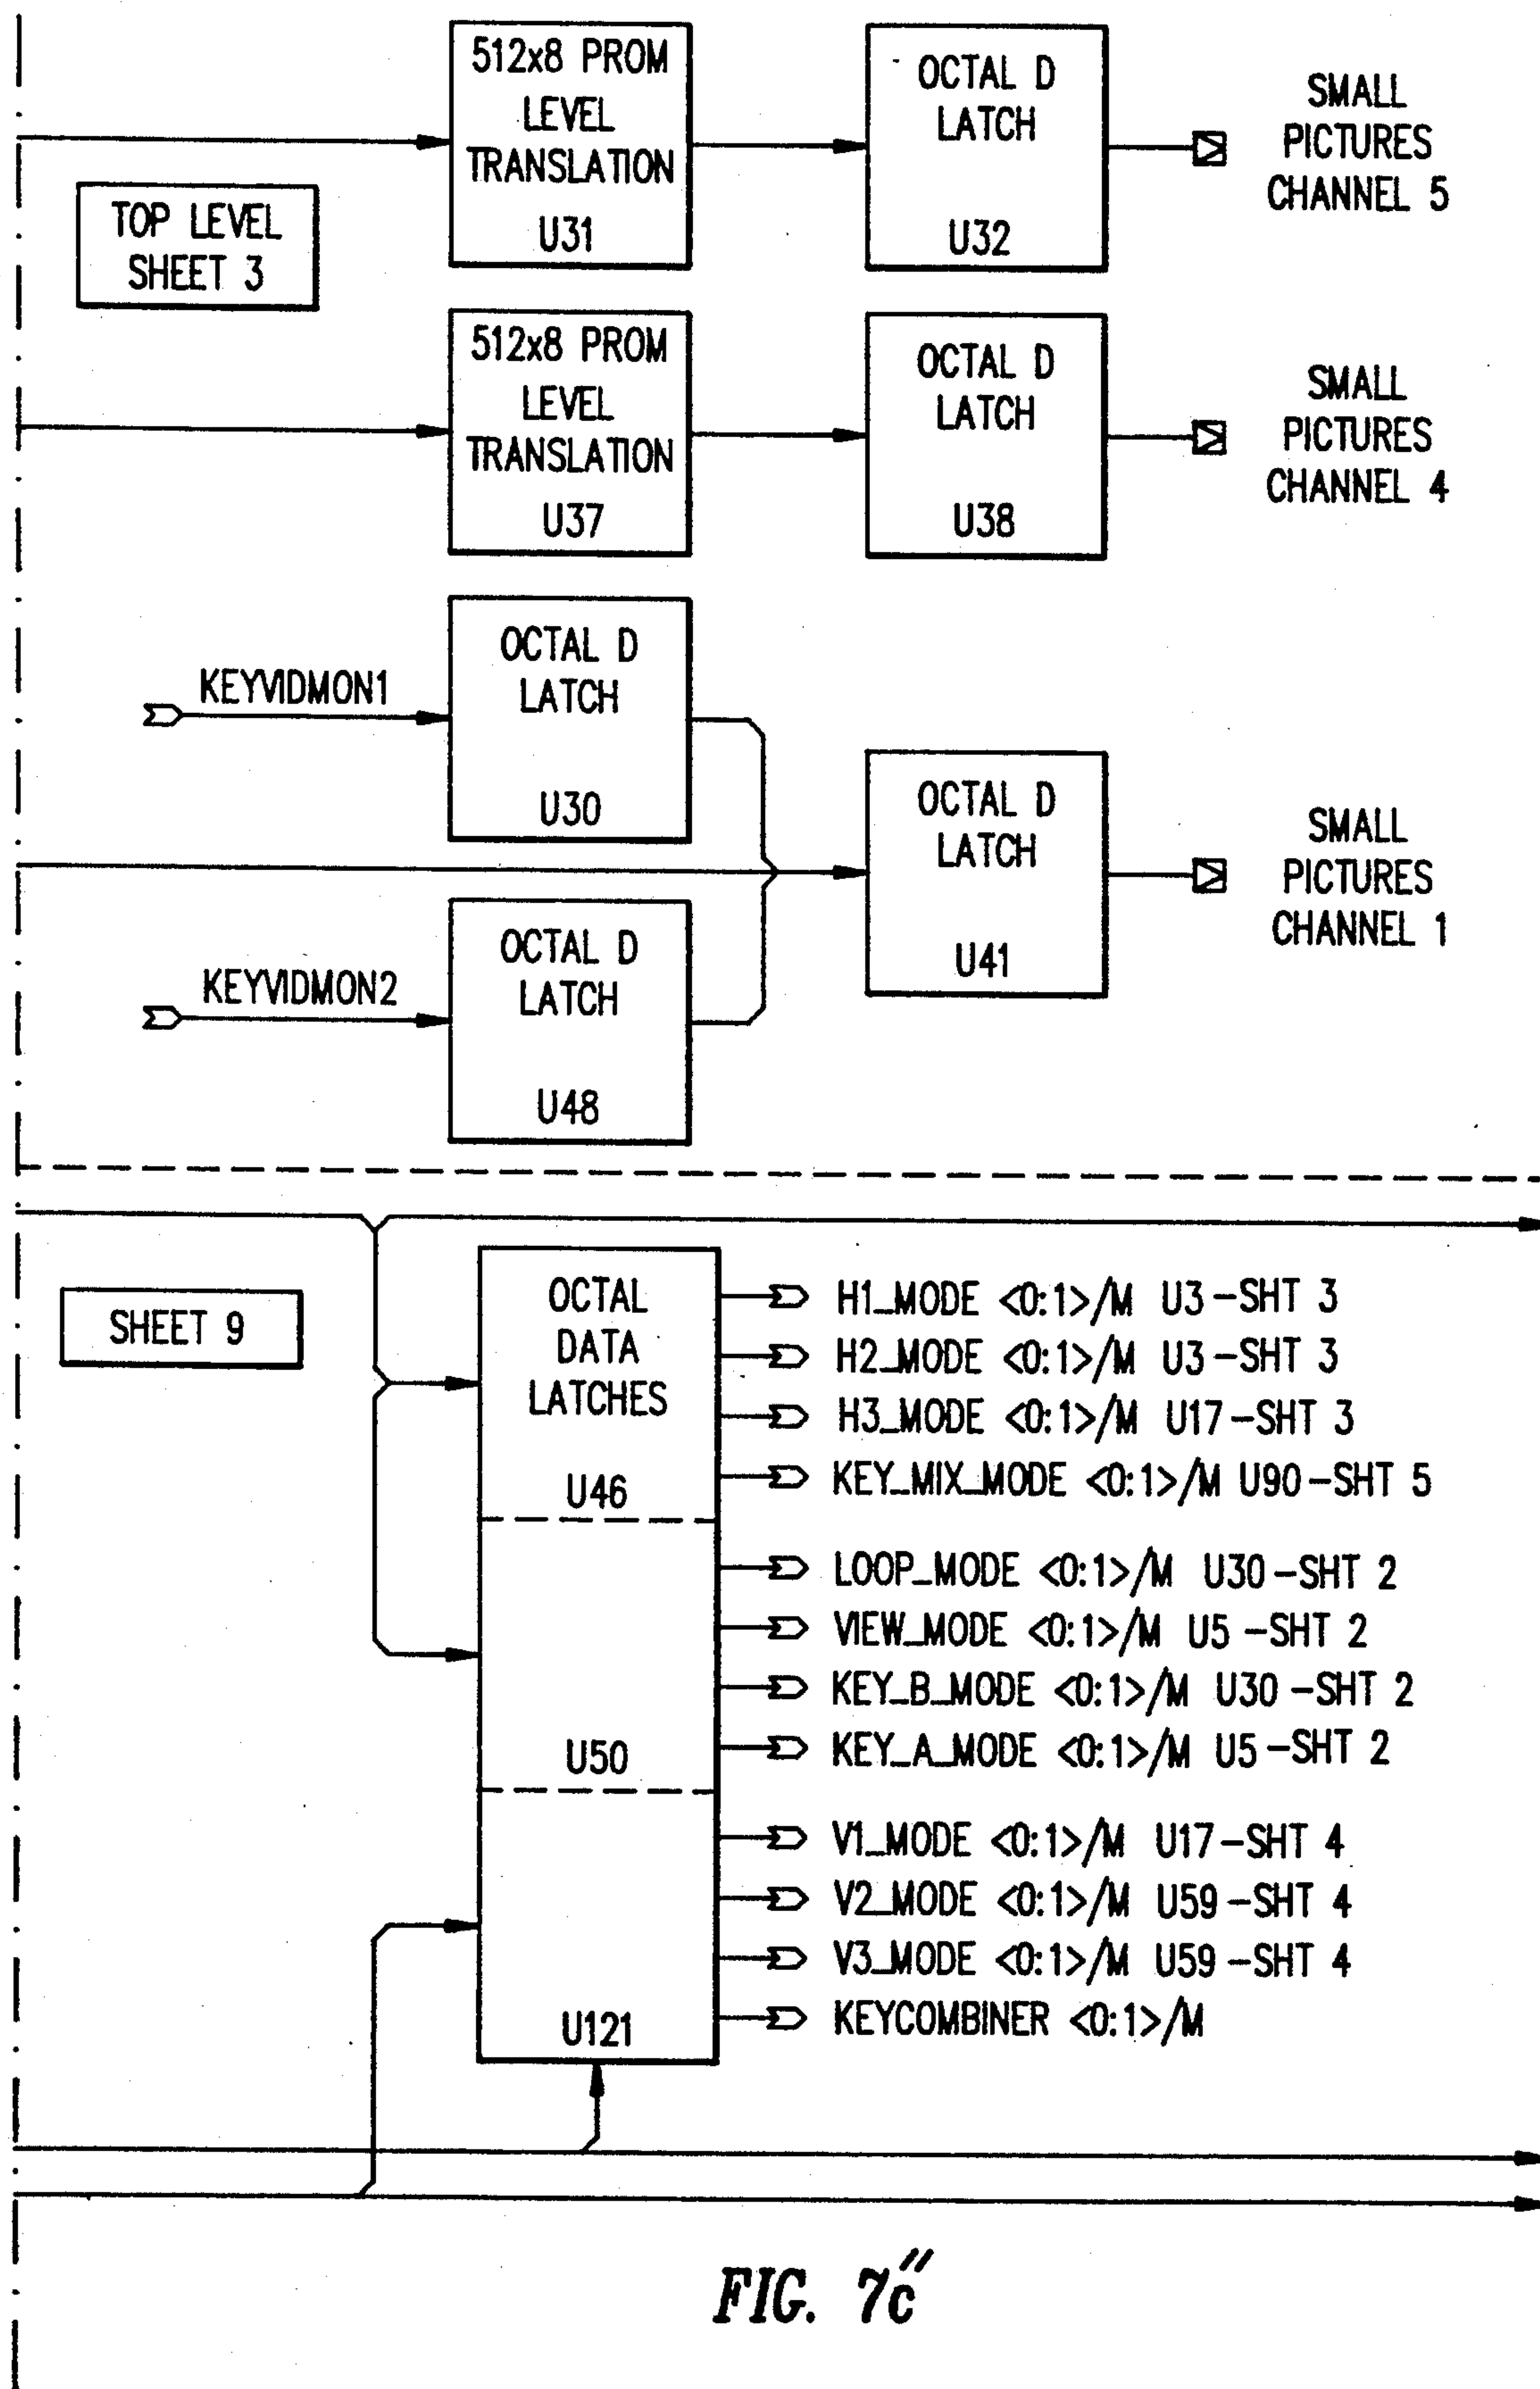 512x8 PROM
LEVEL
TRANSLATION
U31
OCTAL D
LATCH
U32
SMALL
PICTURES
CHANNEL 5
TOP LEVEL
SHEET 3
512x8 PROM
LEVEL
TRANSLATION
U37
OCTAL D
LATCH
U38
SMALL
PICTURES
CHANNEL 4
KEYVIDMON1
OCTAL D
LATCH
U30
OCTAL D
LATCH
U41
SMALL
PICTURES
CHANNEL 1
KEYVIDMON2
OCTAL D
LATCH
U48
SHEET 9
OCTAL
DATA
LATCHES
U46
U50
U121
H1_MODE <0:1>/M U3-SHT 3
H2_MODE <0:1>/M U3-SHT 3
H3_MODE <0:1>/M U17-SHT 3
KEY_MIX_MODE <0:1>/M U90-SHT 5
LOOP_MODE <0:1>/M U30-SHT 2
VIEW_MODE <0:1>/M U5-SHT 2
KEY_B_MODE <0:1>/M U30-SHT 2
KEY_A_MODE <0:1>/M U5-SHT 2
V1_MODE <0:1>/M U17-SHT 4
V2_MODE <0:1>/M U59-SHT 4
V3_MODE <0:1>/M U59-SHT 4
KEYCOMBINER <0:1>/M
FIG. 7c″